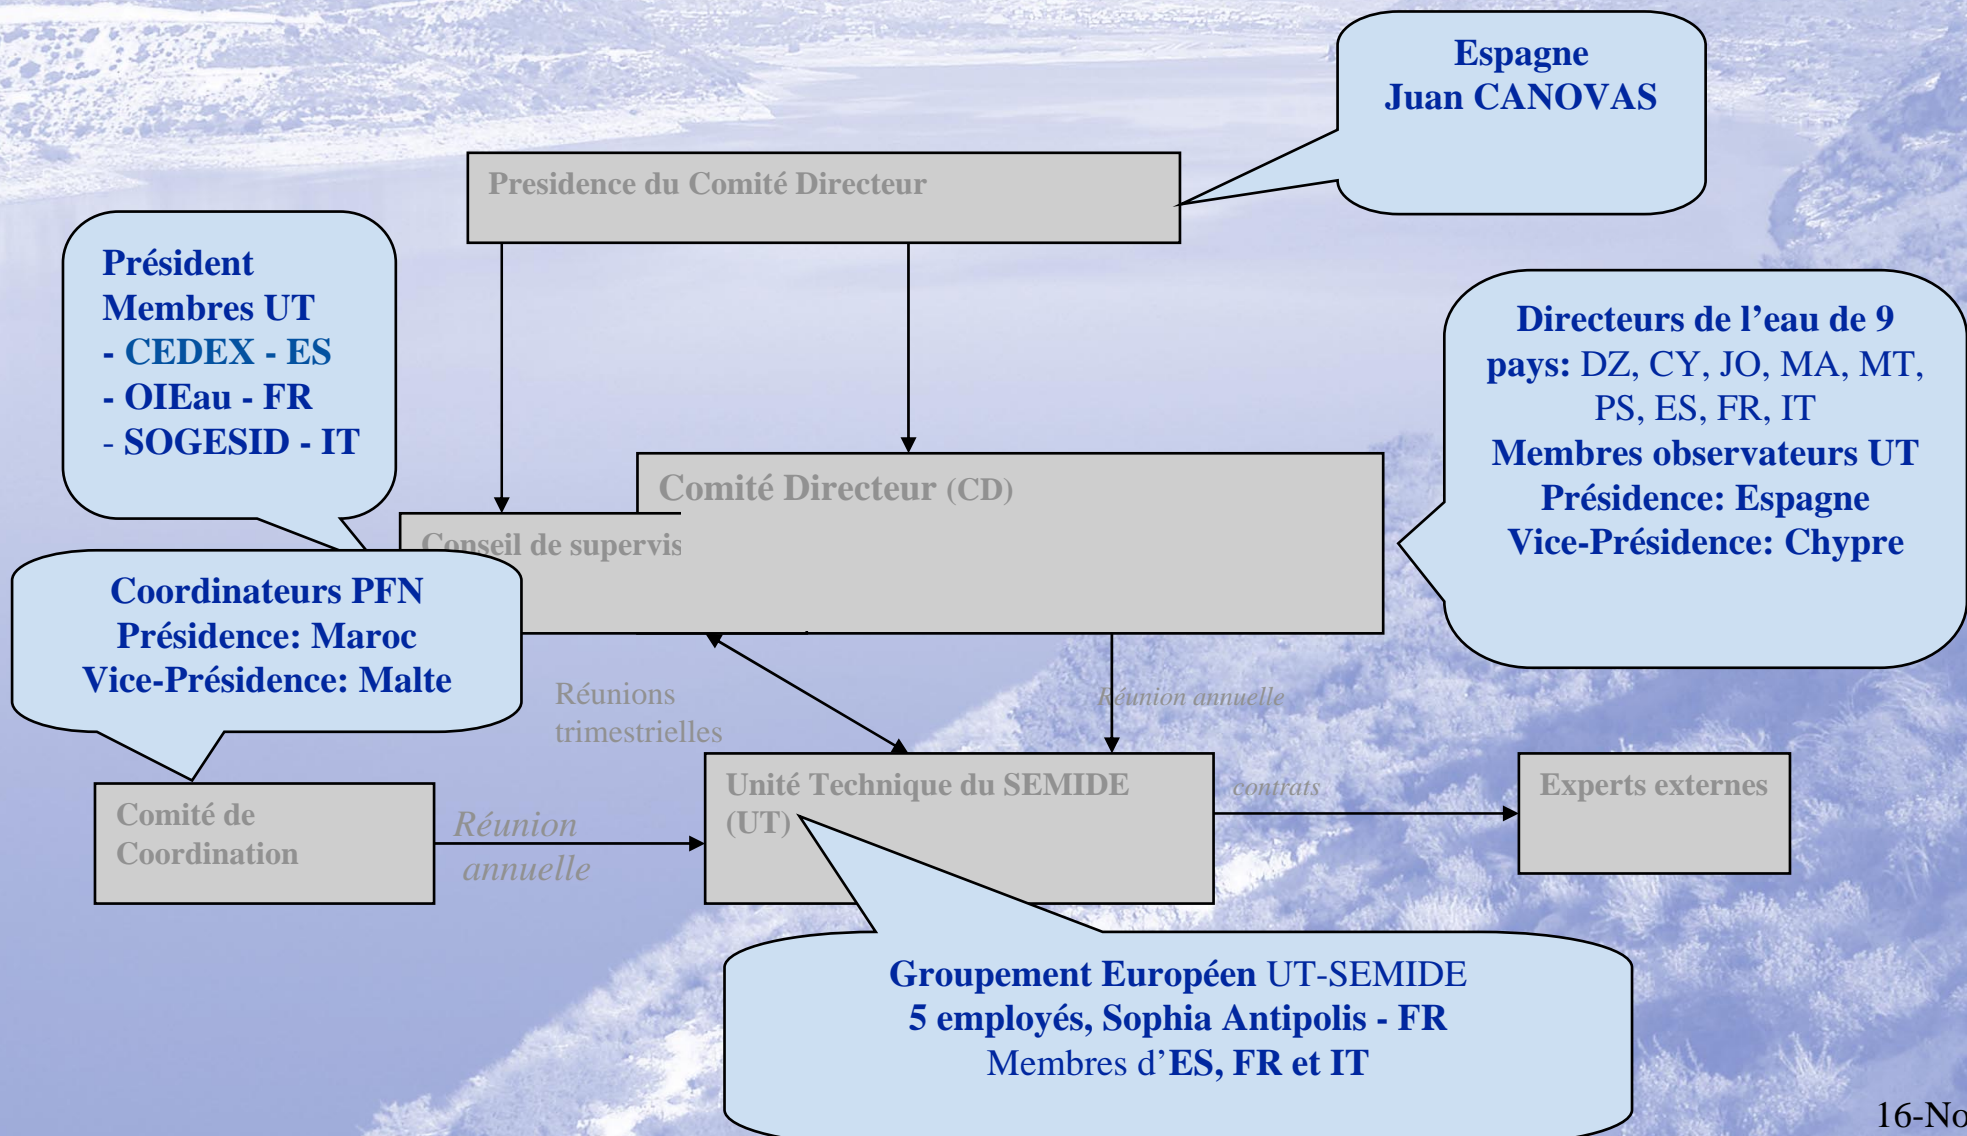 Espagne
Juan CANOVAS
Presidence du Comité Directeur
Président
Membres UT
- CEDEX - ES
- OIEau - FR
- SOGESID - IT
Directeurs de l’eau de 9
pays: DZ, CY, JO, MA, MT,
PS, ES, FR, IT
Membres observateurs UT
Présidence: Espagne
Vice-Présidence: Chypre
Comité Directeur (CD)
Conseil de supervis
Coordinateurs PFN
Présidence: Maroc
Vice-Présidence: Malte
Réunions
trimestrielles
Réunion annuelle
Unité Technique du SEMIDE
(UT)
contrats
Experts externes
Comité de
Coordination
Réunion
annuelle
Groupement Européen UT-SEMIDE
5 employés, Sophia Antipolis - FR
Membres d’ES, FR et IT
16-No